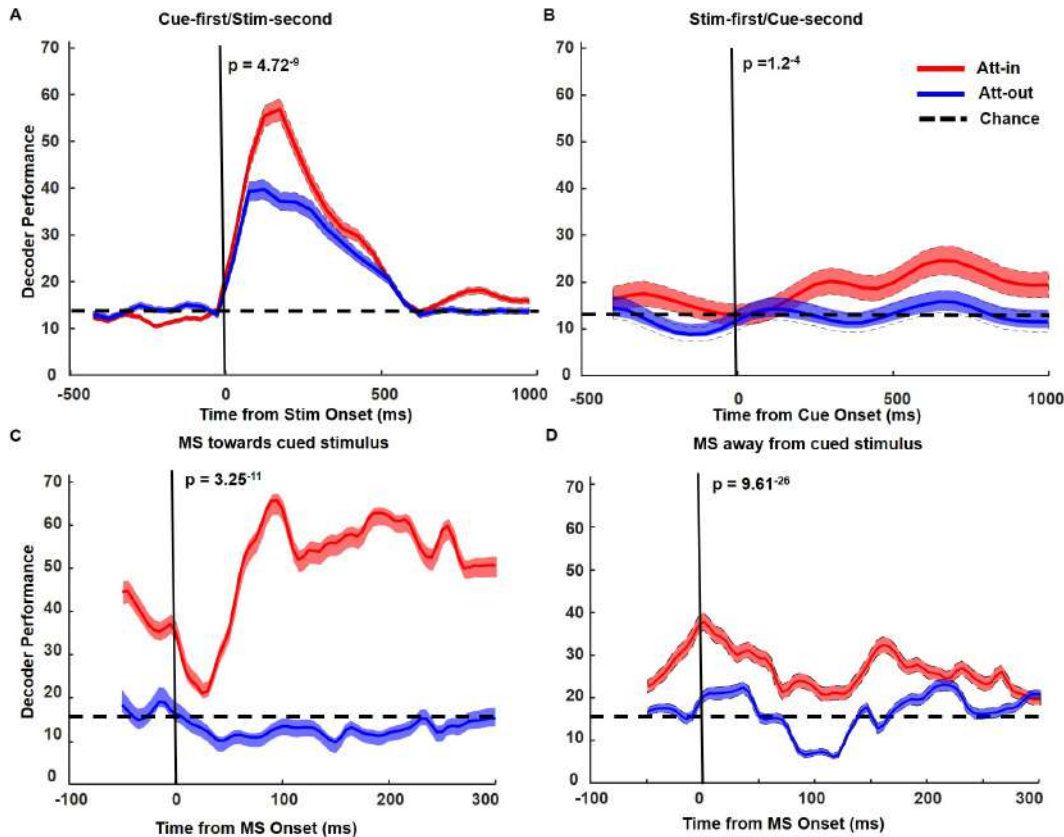 A
Cue-first/Stim-second
p = 4.72-9
Decoder Performance
70
60
50
40
30
20
10
0
-500
0
500
1000
Time from Stim Onset (ms)
B
Stim-first/Cue-second
p =1.2-4
Att-in
Att-out
Chance
70
60
50
40
30
20
10
0
-500
0
500
1000
Time from Cue Onset (ms)
C
MS towards cued stimulus
p = 3.25-11
Decoder Performance
70
60
50
40
30
20
10
0
-100
0
100
200
300
Time from MS Onset (ms)
D
MS away from cued stimulus
p = 9.61-26
70
60
50
40
30
20
10
0
-100
0
100
200
300
Time from MS Onset (ms)